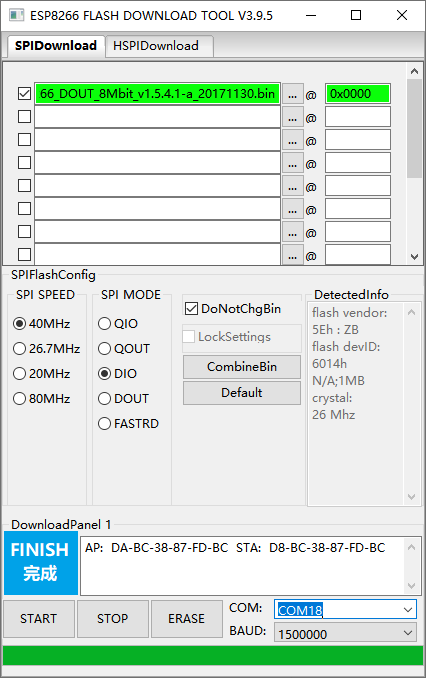 ESP8266 FLASH DOWNLOAD TOOL V3.9.5
SPIDownload HSPIDownload
66_DOUT_8Mbit_v1.5.4.1-a_20171130.bin ... @ 0x0000
... @
... @
... @
... @
... @
... @
SPIFlashConfig
SPI SPEED
40MHz
26.7MHz
20MHz
80MHz
SPI MODE
QIO
QOUT
DIO
DOUT
FASTRD
DoNotChgBin
LockSettings
CombineBin
Default
DetectedInfo
flash vendor:
5Eh : ZB
flash devID:
6014h
N/A;1MB
crystal:
26 Mhz
DownloadPanel 1
FINISH
完成
AP: DA-BC-38-87-FD-BC STA: D8-BC-38-87-FD-BC
START STOP ERASE
COM: COM18
BAUD: 1500000